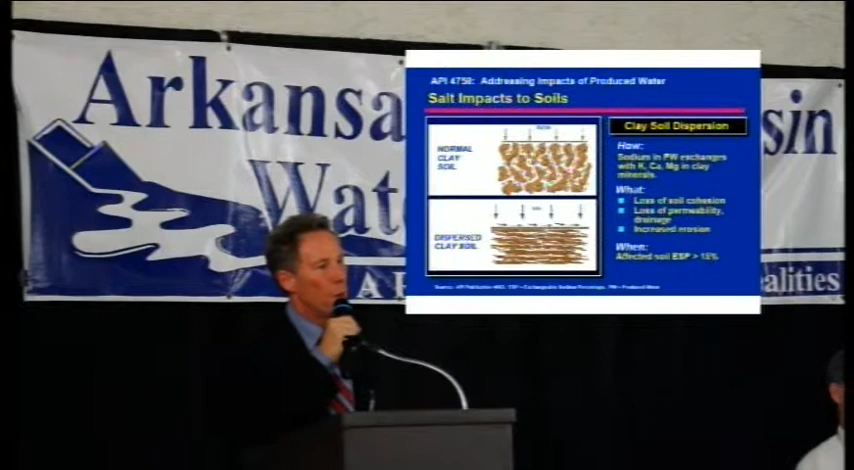 Arkansas
sin
Wat
A R
ealities
API 4758: Addressing Impacts of Produced Water
Salt Impacts to Soils
NORMAL
CLAY
SOIL
DISPERSED
CLAY SOIL
Clay Soil Dispersion
How:
Sodium in PW exchanges
with K, Ca, Mg in clay
minerals.
What:
Loss of soil cohesion
Loss of permeability,
drainage
Increased erosion
When:
Affected soil ESP > 15%